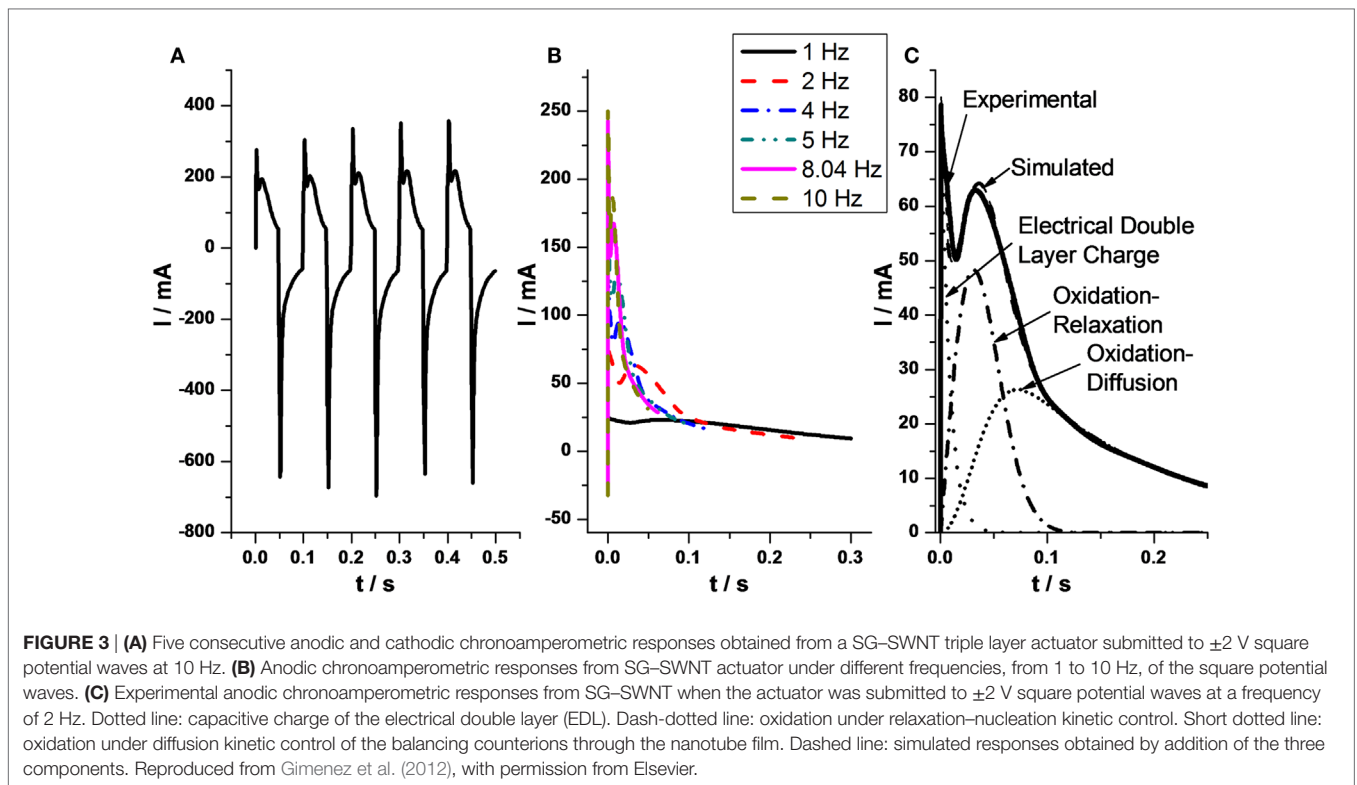 A
I / mA
400
200
0
-200
-400
-600
-800
0.0 0.1 0.2 0.3 0.4 0.5
t / s
B
I / mA
250
200
150
100
50
0
-50
0.0 0.1 0.2 0.3
t / s
1 Hz
2 Hz
4 Hz
5 Hz
8.04 Hz
10 Hz
C
I / mA
80
70
60
50
40
30
20
10
0
0.0 0.1 0.2
t / s
Experimental
Simulated
Electrical Double
Layer Charge
Oxidation-
Relaxation
Oxidation-
Diffusion
FIGURE 3 | (A) Five consecutive anodic and cathodic chronoamperometric responses obtained from a SG–SWNT triple layer actuator submitted to ±2 V square
potential waves at 10 Hz. (B) Anodic chronoamperometric responses from SG–SWNT actuator under different frequencies, from 1 to 10 Hz, of the square potential
waves. (C) Experimental anodic chronoamperometric responses from SG–SWNT when the actuator was submitted to ±2 V square potential waves at a frequency
of 2 Hz. Dotted line: capacitive charge of the electrical double layer (EDL). Dash-dotted line: oxidation under relaxation–nucleation kinetic control. Short dotted line:
oxidation under diffusion kinetic control of the balancing counterions through the nanotube film. Dashed line: simulated responses obtained by addition of the three
components. Reproduced from Gimenez et al. (2012), with permission from Elsevier.